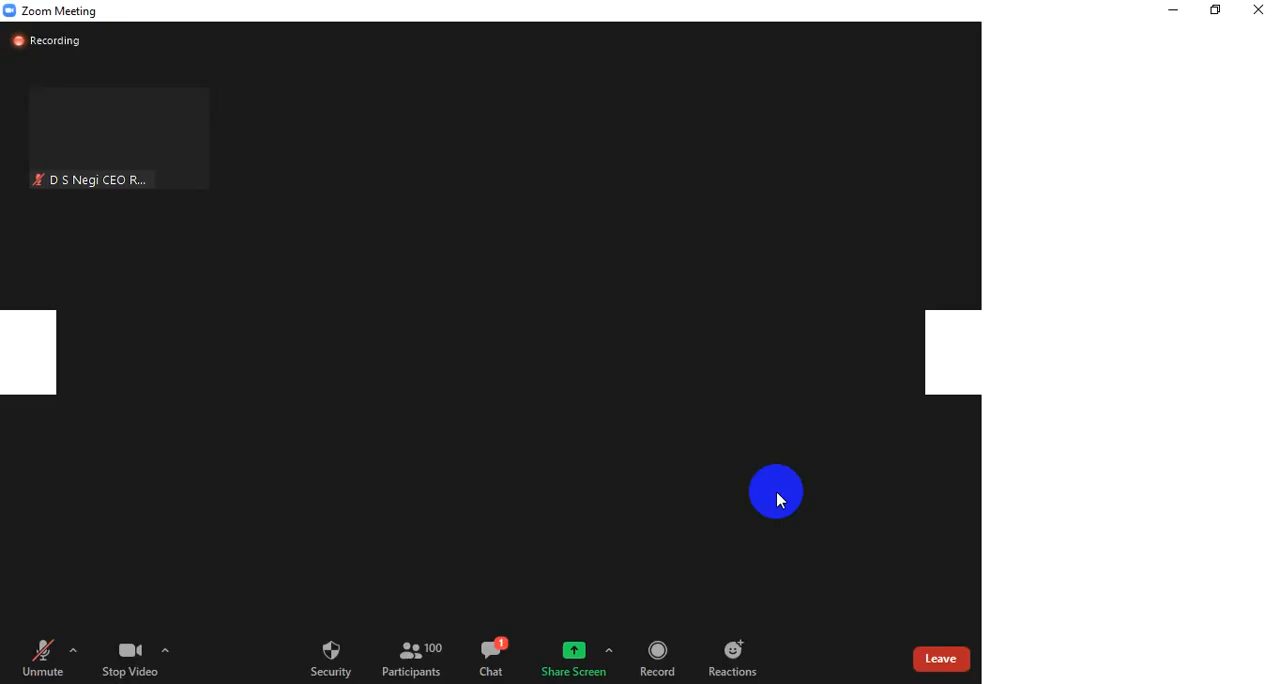 Zoom Meeting
Recording
D S Negi CEO R...
Unmute
Stop Video
Security
100
Participants
1
Chat
Share Screen
Record
Reactions
Leave